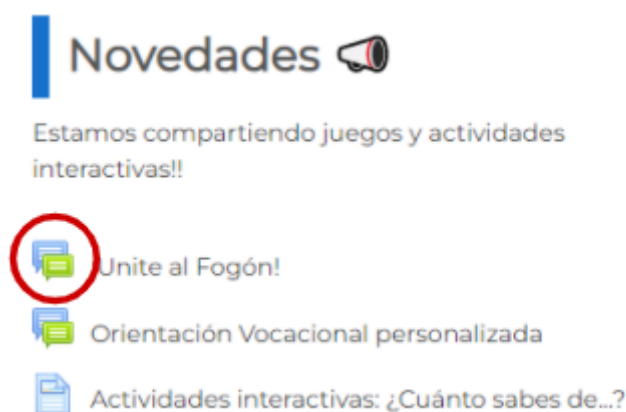 Novedades
Estamos compartiendo juegos y actividades
interactivas!!
Unite al Fogón!
Orientación Vocacional personalizada
Actividades interactivas: ¿Cuánto sabes de...?